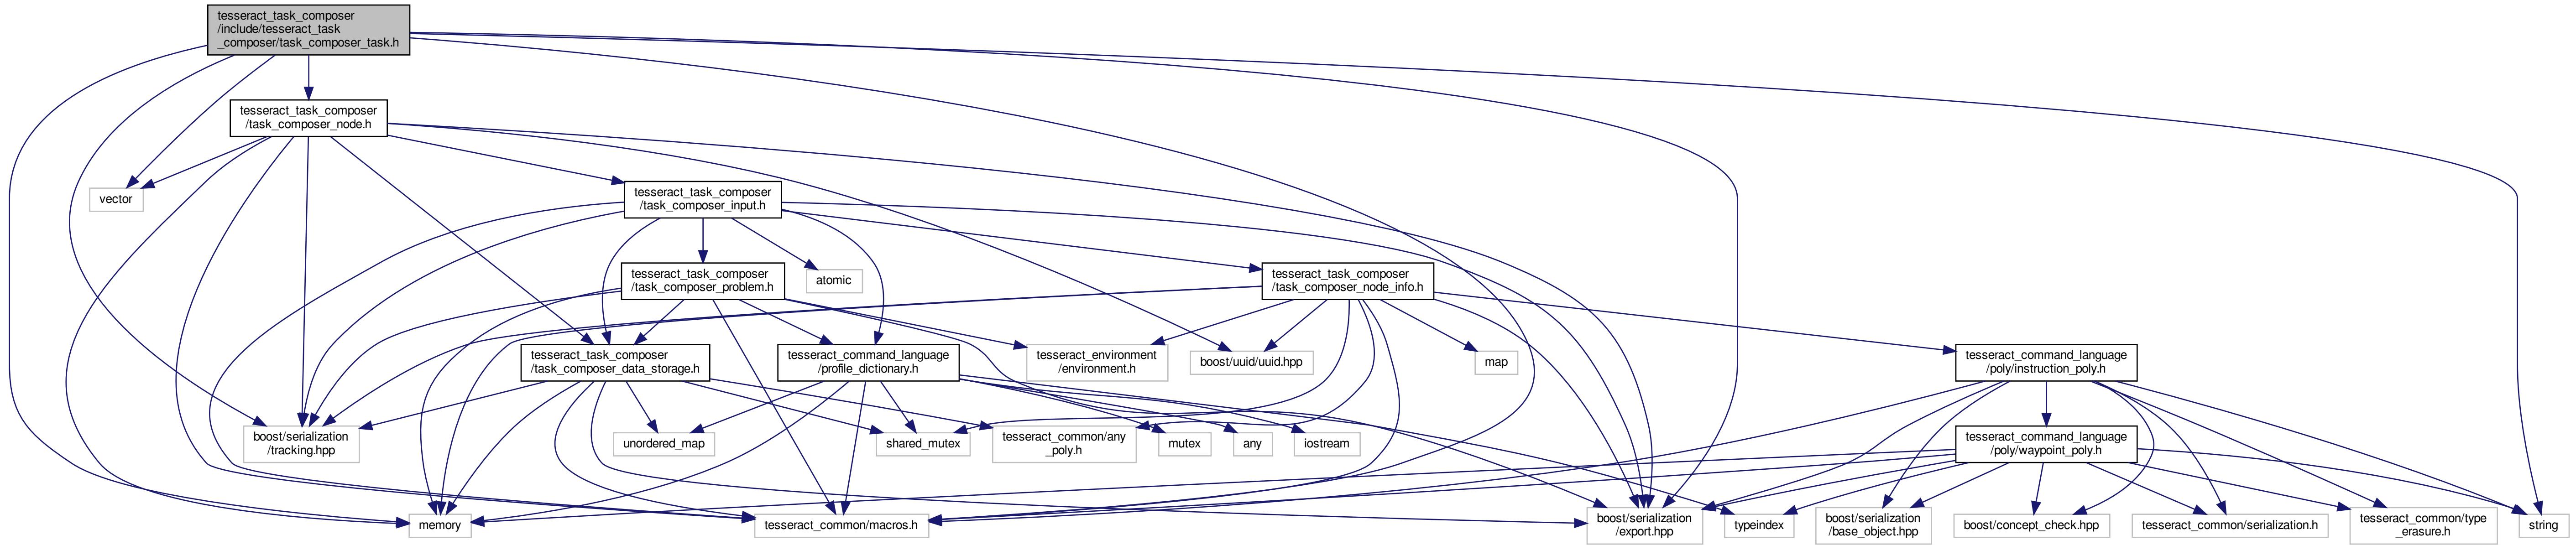 tesseract_task_composer
/include/tesseract_task
_composer/task_composer_task.h
tesseract_task_composer
/task_composer_node.h
vector
tesseract_task_composer
/task_composer_input.h
tesseract_task_composer
/task_composer_problem.h
atomic
tesseract_task_composer
/task_composer_node_info.h
tesseract_task_composer
/task_composer_data_storage.h
tesseract_command_language
/profile_dictionary.h
tesseract_environment
/environment.h
boost/uuid/uuid.hpp
map
tesseract_command_language
/poly/instruction_poly.h
boost/serialization
/tracking.hpp
unordered_map
shared_mutex
tesseract_common/any
_poly.h
mutex
any
iostream
tesseract_command_language
/poly/waypoint_poly.h
memory
tesseract_common/macros.h
boost/serialization
/export.hpp
typeindex
boost/serialization
/base_object.hpp
boost/concept_check.hpp
tesseract_common/serialization.h
tesseract_common/type
_erasure.h
string